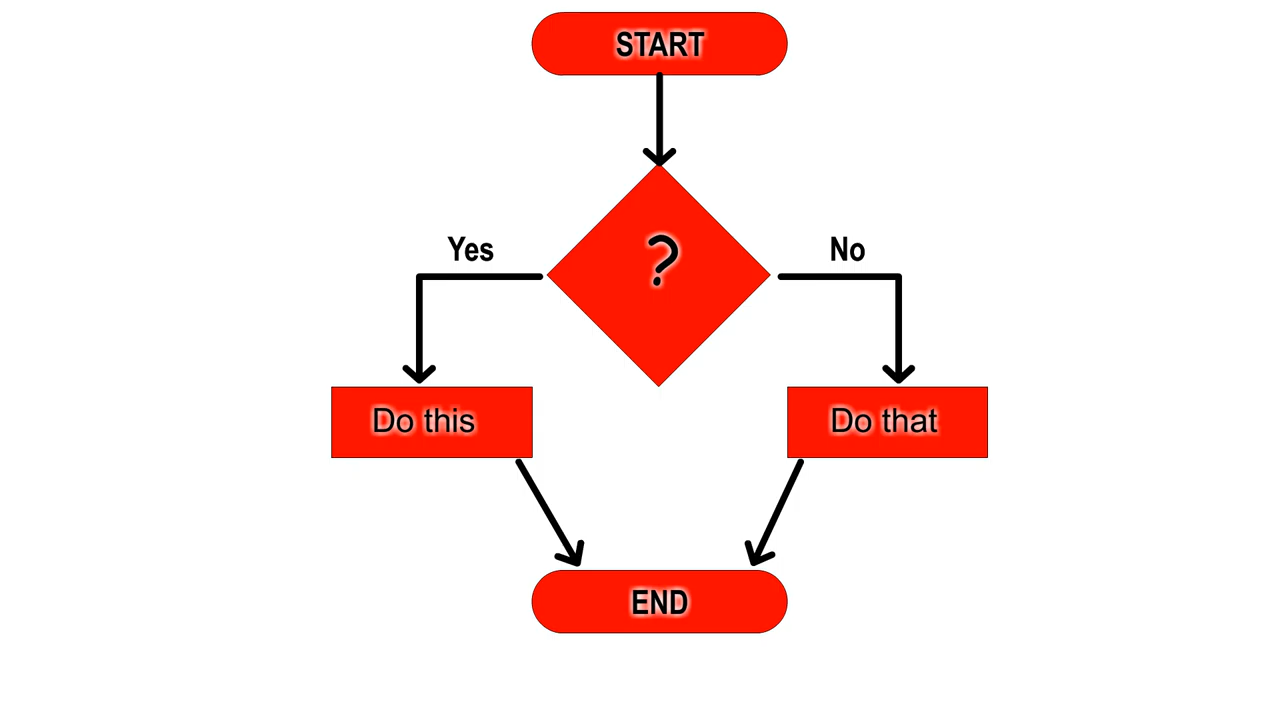 START
?
Yes
No
Do this
Do that
END